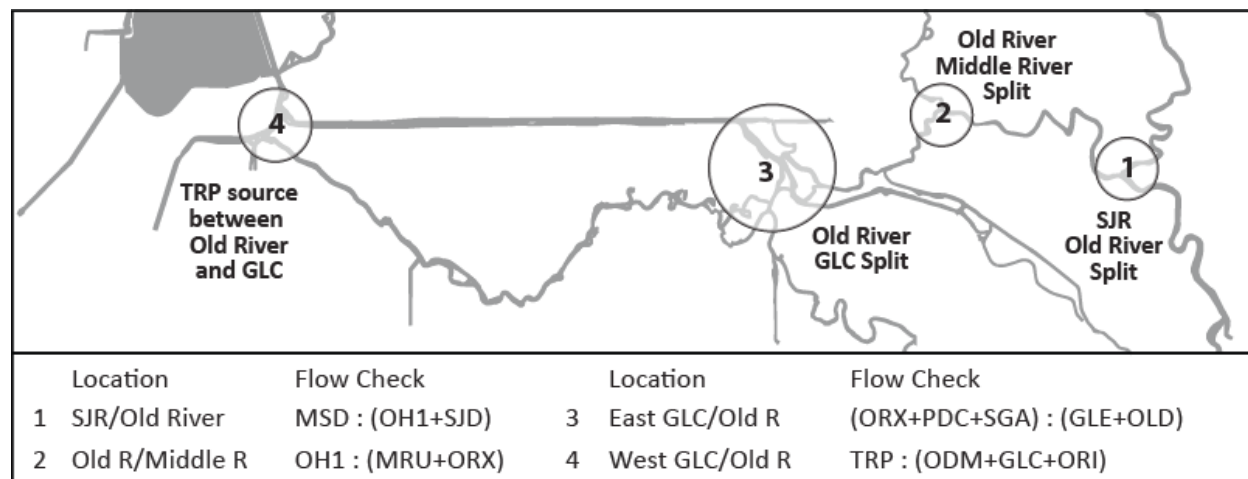 Old River
Middle River
Split
2
1
4
3
TRP source
between
Old River
and GLC
Old River
GLC Split
SJR
Old River
Split
Location Flow Check Location Flow Check
1 SJR/Old River MSD : (OH1+SJD) 3 East GLC/Old R (ORX+PDC+SGA) : (GLE+OLD)
2 Old R/Middle R OH1 : (MRU+ORX) 4 West GLC/Old R TRP : (ODM+GLC+ORI)